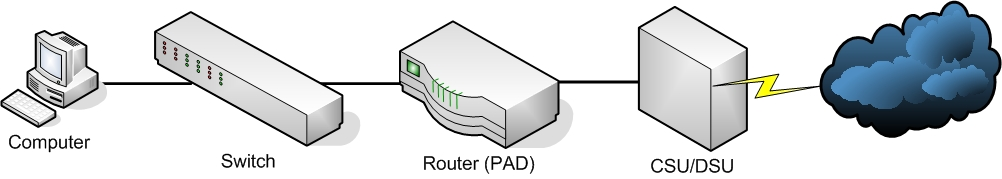 Computer
Switch
Router (PAD)
CSU/DSU